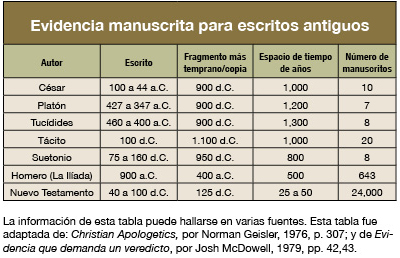 Evidencia manuscrita para escritos antiguos
Autor Escrito Fragmento más temprano/copia Espacio de tiempo de años Número de manuscritos
César 100 a 44 a.C. 900 d.C. 1,000 10
Platón 427 a 347 a.C. 900 d.C. 1,200 7
Tucídides 460 a 400 a.C. 900 d.C. 1,300 8
Tácito 100 d.C. 1.100 d.C. 1,000 20
Suetonio 75 a 160 d.C. 950 d.C. 800 8
Homero (La Ilíada) 900 a.C. 400 a.C. 500 643
Nuevo Testamento 40 a 100 d.C. 125 d.C. 25 a 50 24,000
La información de esta tabla puede hallarse en varias fuentes. Esta tabla fue
adaptada de: Christian Apologetics, por Norman Geisler, 1976, p. 307; y de Evi-
dencia que demanda un veredicto, por Josh McDowell, 1979, pp. 42,43.